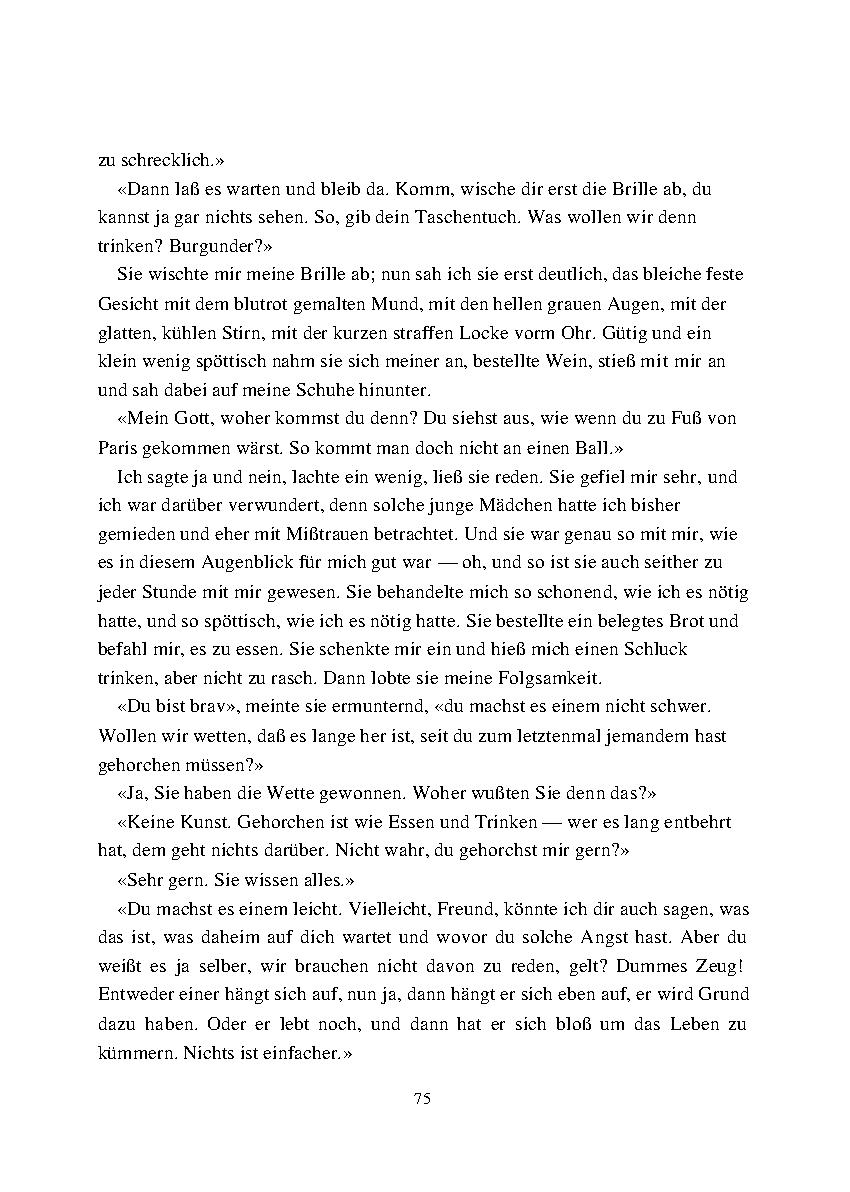 zu schrecklich.»
«Dann laß es warten und bleib da. Komm, wische dir erst die Brille ab, du
kannst ja gar nichts sehen. So, gib dein Taschentuch. Was wollen wir denn
trinken? Burgunder?»
Sie wischte mir meine Brille ab; nun sah ich sie erst deutlich, das bleiche feste
Gesicht mit dem blutrot gemalten Mund, mit den hellen grauen Augen, mit der
glatten, kühlen Stirn, mit der kurzen straffen Locke vorm Ohr. Gütig und ein
klein wenig spöttisch nahm sie sich meiner an, bestellte Wein, stieß mit mir an
und sah dabei auf meine Schuhe hinunter.
«Mein Gott, woher kommst du denn? Du siehst aus, wie wenn du zu Fuß von
Paris gekommen wärst. So kommt man doch nicht an einen Ball.»
Ich sagte ja und nein, lachte ein wenig, ließ sie reden. Sie gefiel mir sehr, und
ich war darüber verwundert, denn solche junge Mädchen hatte ich bisher
gemieden und eher mit Mißtrauen betrachtet. Und sie war genau so mit mir, wie
es in diesem Augenblick für mich gut war — oh, und so ist sie auch seither zu
jeder Stunde mit mir gewesen. Sie behandelte mich so schonend, wie ich es nötig
hatte, und so spöttisch, wie ich es nötig hatte. Sie bestellte ein belegtes Brot und
befahl mir, es zu essen. Sie schenkte mir ein und hieß mich einen Schluck
trinken, aber nicht zu rasch. Dann lobte sie meine Folgsamkeit.
«Du bist brav», meinte sie ermunternd, «du machst es einem nicht schwer.
Wollen wir wetten, daß es lange her ist, seit du zum letztenmal jemandem hast
gehorchen müssen?»
«Ja, Sie haben die Wette gewonnen. Woher wußten Sie denn das?»
«Keine Kunst. Gehorchen ist wie Essen und Trinken — wer es lang entbehrt
hat, dem geht nichts darüber. Nicht wahr, du gehorchst mir gern?»
«Sehr gern. Sie wissen alles.»
«Du machst es einem leicht. Vielleicht, Freund, könnte ich dir auch sagen, was
das ist, was daheim auf dich wartet und wovor du solche Angst hast. Aber du
weißt es ja selber, wir brauchen nicht davon zu reden, gelt? Dummes Zeug!
Entweder einer hängt sich auf, nun ja, dann hängt er sich eben auf, er wird Grund
dazu haben. Oder er lebt noch, und dann hat er sich bloß um das Leben zu
kümmern. Nichts ist einfacher.»
75